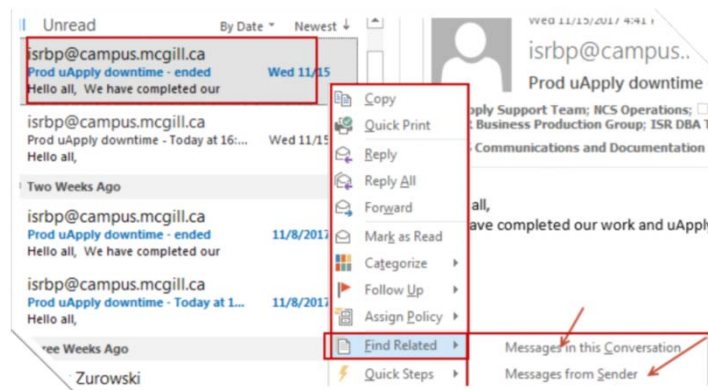 Unread By Date Newest ↓
isrbp@campus.mcgill.ca
Prod uApply downtime - ended Wed 11/15
Hello all, We have completed our
isrbp@campus.mcgill.ca
Prod uApply downtime - Today at 16:... Wed 11/15
Hello all,
Two Weeks Ago
isrbp@campus.mcgill.ca
Prod uApply downtime - ended 11/8/2017
Hello all, We have completed our
isrbp@campus.mcgill.ca
Prod uApply downtime - Today at 1... 11/8/2017
Hello all,
ree Weeks Ago
Zurowski
Copy
Quick Print
Reply
Reply All
Forward
Mark as Read
Categorize
Follow Up
Assign Policy
Find Related
Quick Steps
Messages in this Conversation
Messages from Sender
Wed 11/15/2017 4:41
isrbp@campus..
Prod uApply downtime
pply Support Team; NCS Operations;
Business Production Group; ISR DBA T
Communications and Documentation
all,
ave completed our work and uApply